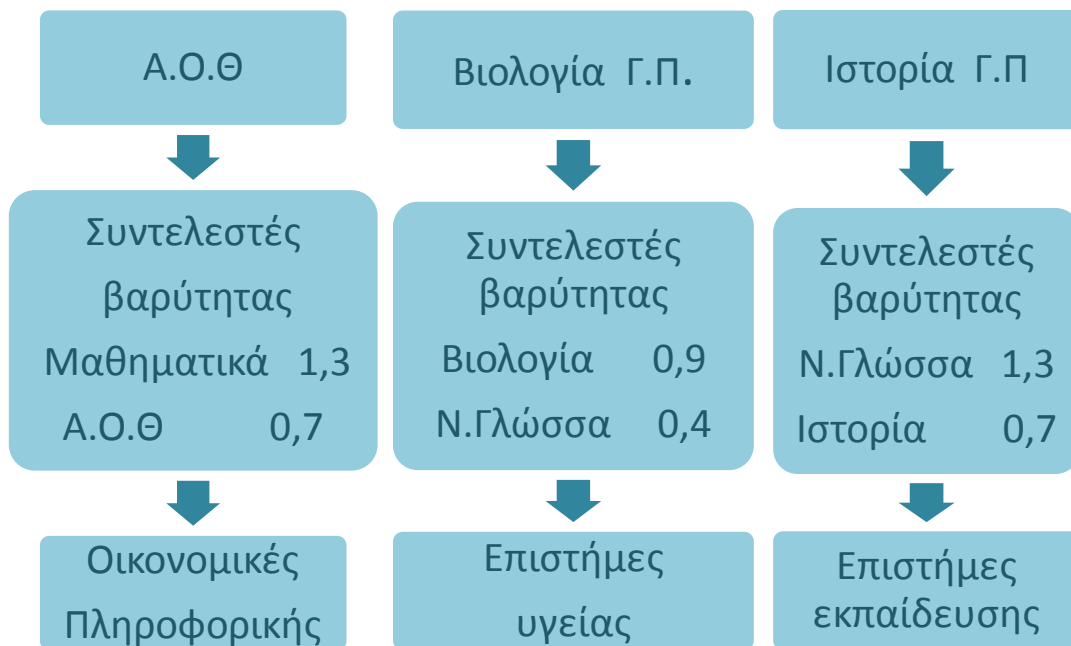 Α.Ο.Θ
Συντελεστές
βαρύτητας
Μαθηματικά 1,3
Α.Ο.Θ 0,7
Οικονομικές
Πληροφορικής
Βιολογία Γ.Π.
Συντελεστές
βαρύτητας
Βιολογία 0,9
Ν.Γλώσσα 0,4
Επιστήμες
υγείας
Ιστορία Γ.Π
Συντελεστές
βαρύτητας
Ν.Γλώσσα 1,3
Ιστορία 0,7
Επιστήμες
εκπαίδευσης